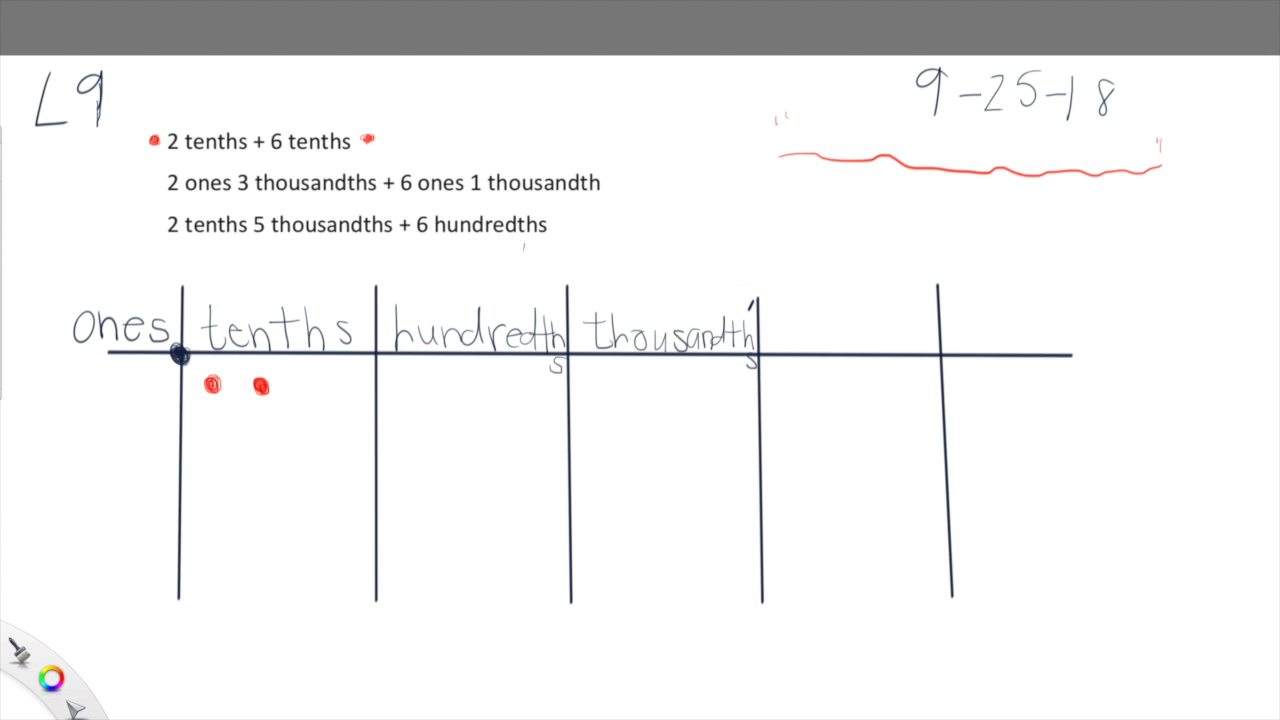 L9
9-25-18
2 tenths + 6 tenths
2 ones 3 thousandths + 6 ones 1 thousandth
2 tenths 5 thousandths + 6 hundredths
ones . tenths hundredths thousandths